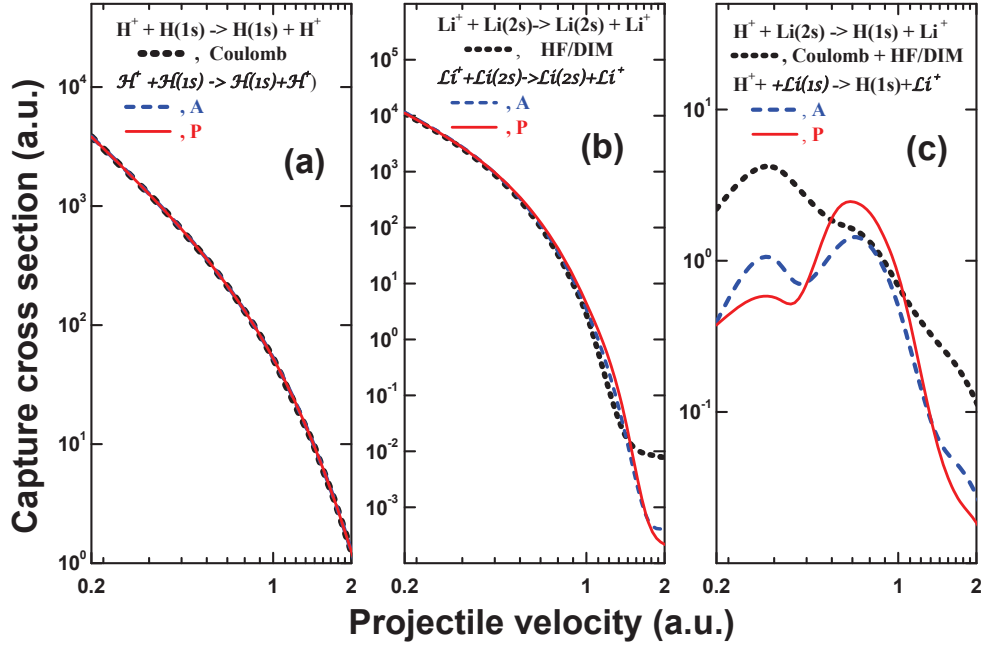 H⁺ + H(1s) -> H(1s) + H⁺
, Coulomb
ℋ⁺ +ℋ(1s) -> ℋ(1s)+ℋ⁺)
, A
, P
(a)
10⁴
10³
10²
10¹
10⁰
0.2
1
2
Li⁺ + Li(2s)-> Li(2s) + Li⁺
, HF/DIM
ℒi⁺+ℒi(2s)->ℒi(2s)+ℒi⁺
, A
, P
(b)
10⁵
10⁴
10³
10²
10¹
10⁰
10⁻¹
10⁻²
10⁻³
0.2
1
2
H⁺ + Li(2s) -> H(1s) + Li⁺
, Coulomb + HF/DIM
H⁺+ +ℒi(1s) -> H(1s)+ℒi⁺
, A
, P
(c)
10¹
10⁰
10⁻¹
0.2
1
2
Capture cross section (a.u.)
Projectile velocity (a.u.)